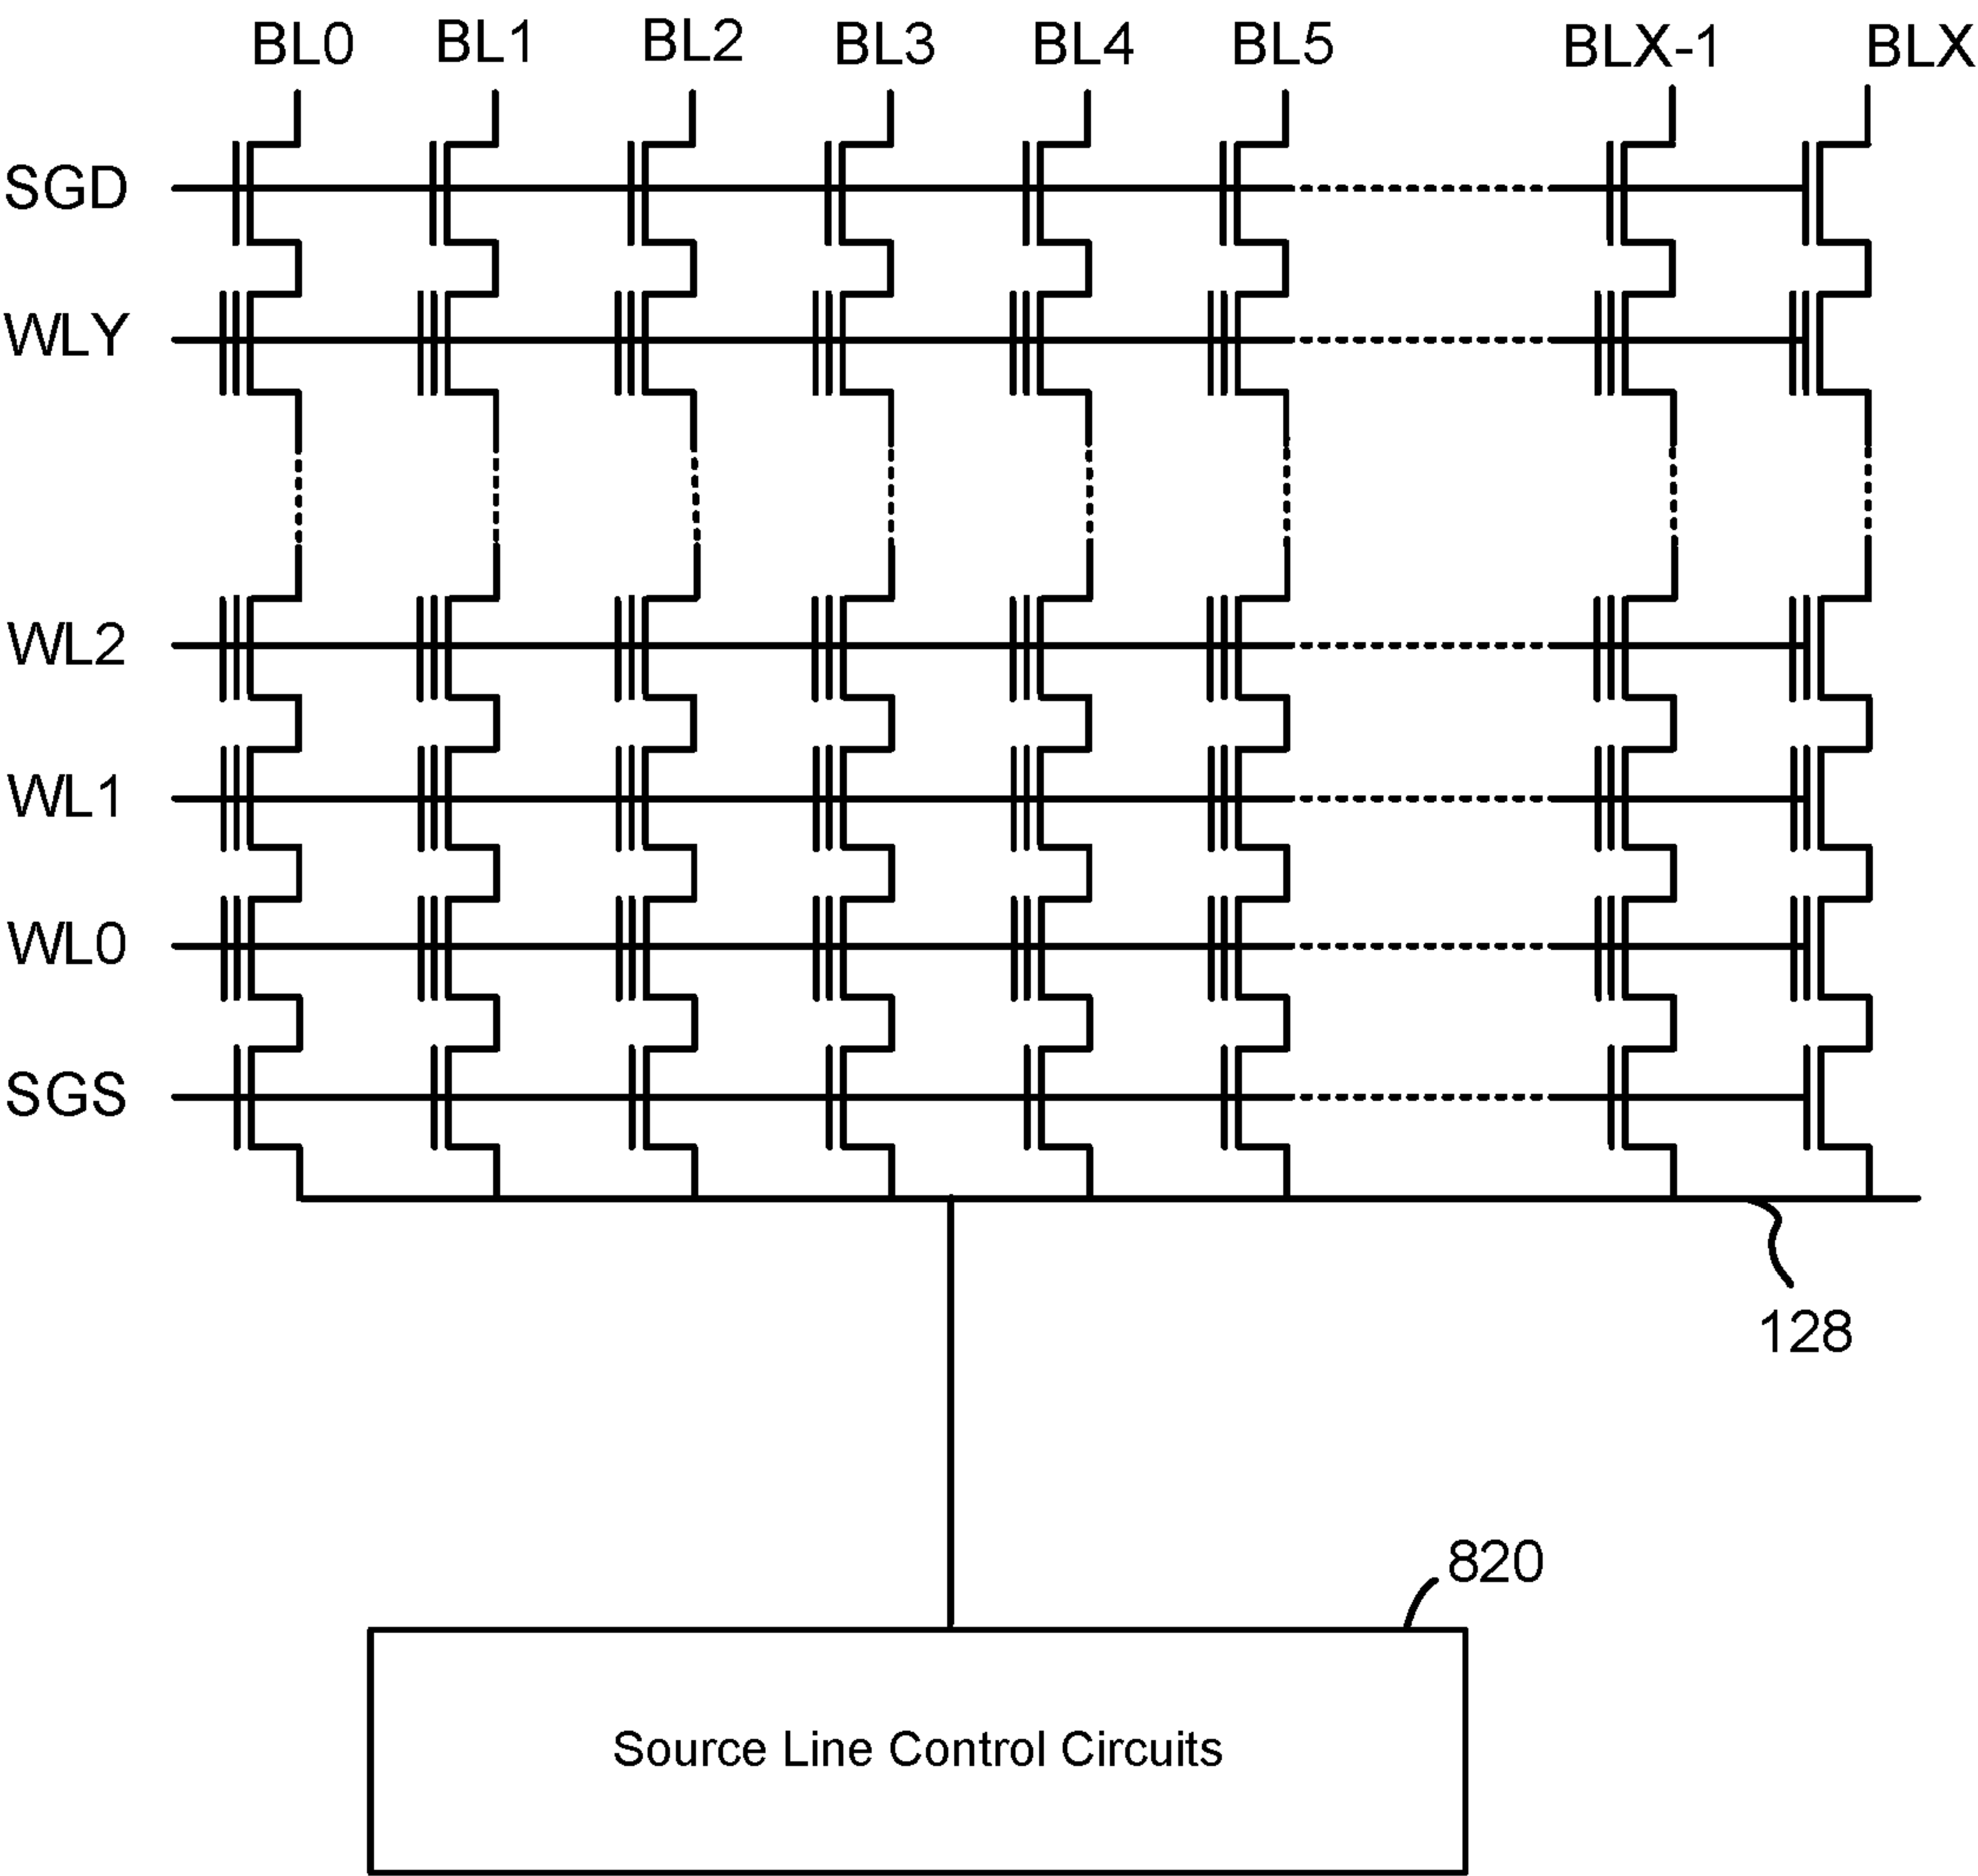 BL0 BL1 BL2 BL3 BL4 BL5 BLX-1 BLX
SGD
WLY
WL2
WL1
WL0
SGS
128
820
Source Line Control Circuits